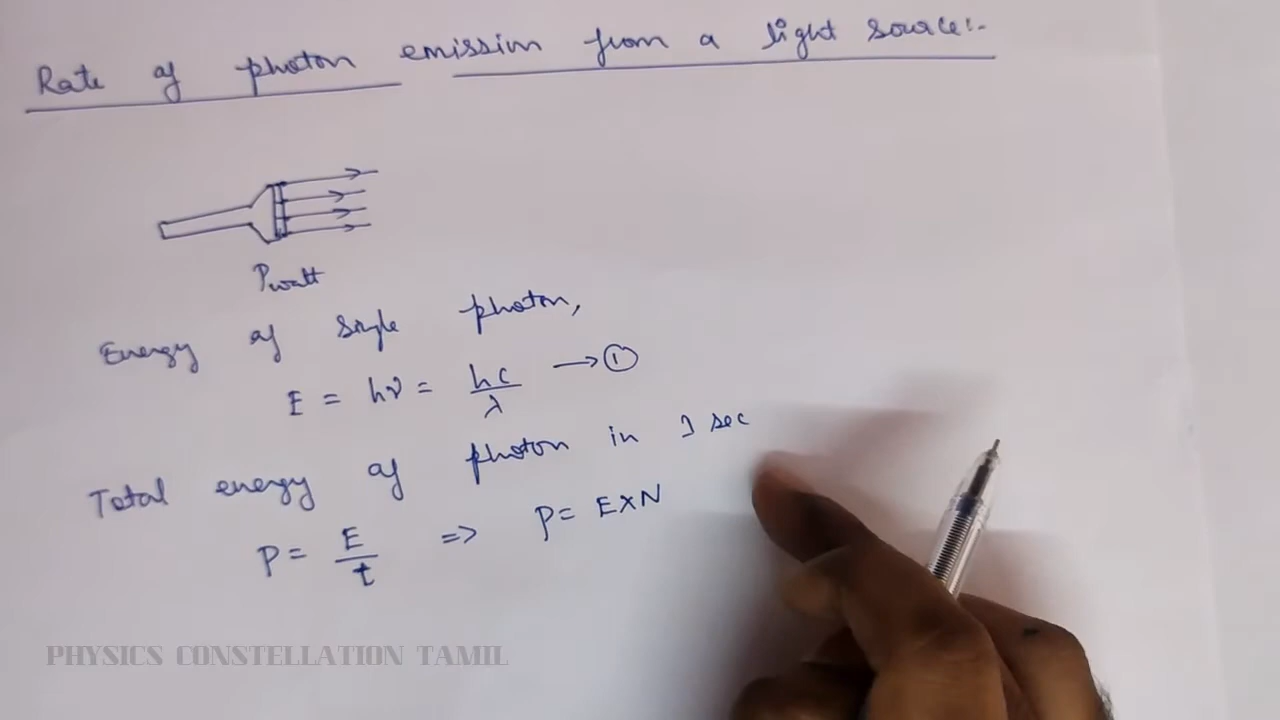 Rate of photon emission from a light source:-
P watt
Energy of single photon,
E = hν = hc/λ → ①
Total energy of photon in 1 sec
P = E/t => P = E×N
PHYSICS CONSTELLATION TAMIL